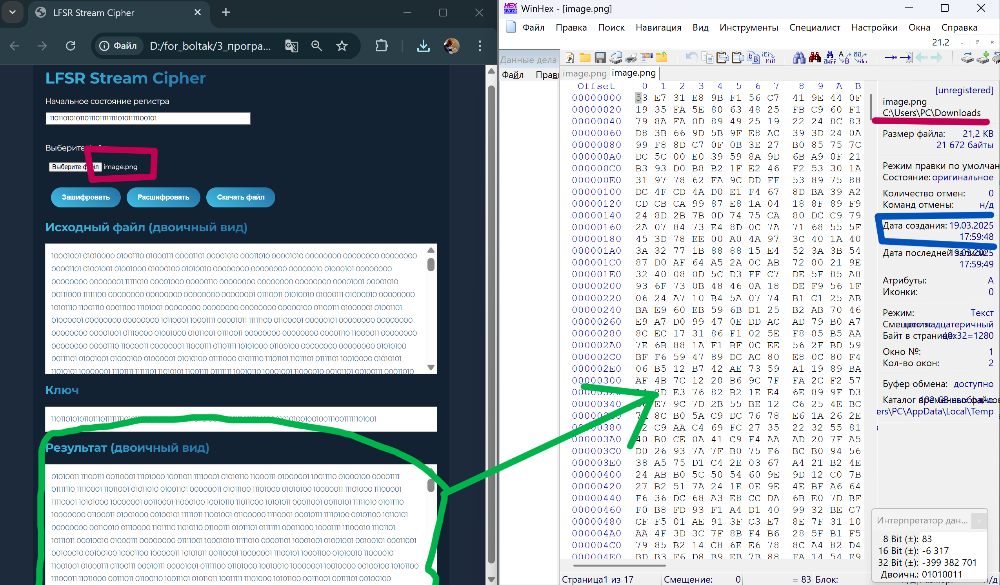 LFSR Stream Cipher
Файл
D:/for_boltak/3_програ...
LFSR Stream Cipher
Начальное состояние регистра
Выберите
Выберите файл image.png
Зашифровать
Расшифровать
Скачать файл
Исходный файл (двоичный вид)
10001001 01010000 01001110 01000111 00001101 00001010 00011010 00001010 00000000 00000000 00000000
00001101 01001001 01001000 01000100 01010010 00000000 00000000 00000010 01000101 00000000
00000000 00000001 11111010 00001000 00000110 00000000 00000000 00000000 00001001 00001010
00111000 11111100 00000000 00000000 00000000 00000001 01110011 01010010 01000111 01000010 00000000
10101110 11001110 00011100 11101001 00000000 00000000 00000000 00000100 01100111 01000001 01001101
01000001 00000000 00000000 10110001 10001111 00001011 11111100 01100001 00000101 00000000 00000000
00000000 00001001 01110000 01001000 01011001 01110011 00000000 00000000 00001110 11000011 00000000
00000000 00001110 11000011 00000001 11000111 01101111 10101000 01100100 00000000 00000000 01010100
00111101 01001001 01000100 01000001 01010100 01111000 01011110 11101101 11011101 01111101 10010000 01010101
11010101 10000001 11101111 11111101 11010101 11001111 01111111 10010110 10001001 11000010 00101101 00100111 00011010
Ключ
Результат (двоичный вид)
01010011 11100111 00110001 11101000 10011011 11110001 01010110 11000111 01000001 10011110 01000100 00001111
01111110 11110001 11011001 01011010 01001101 00000011 01011100 11101000 01010100 10000011 11101000 11100001
11110001 10101000 10000001 00110001 11000100 10010110 11011000 10101011 00011001 00110101 11111010 01011110
10000000 01100011 01001000 00100101 11111011 11001001 01100000 11110001 00010111 11110100 00101100 10110101
00000000 00110010 01110000 11011110 11010110 01100111 01011101 01111111 00011000 10001111 11100010 11101101
10111011 00010010 01000111 00000000 01111001 10001010 11111010 00001101 10001001 01001001 00100101 00011001
00100010 00100100 10001100 10000011 10101011 00110001 10000001 11100101 10001100 01010010 11000010
11001001 01000111 01100111 00010111 00001001 01111100 01101000 10010010 10000001 10010000 00100100 10101100
11100011 11011000 00111011 01100110 10011101 01011011 10011111 11101000 10101100 00111001 00111101 00100100
WinHex - [image.png]
Файл Правка Поиск Навигация Вид Инструменты Специалист Настройки Окна Справка
21.2
Данные дела
Файл Правк
image.png image.png
Offset 0 1 2 3 4 5 6 7 8 9 A B
00000000 53 E7 31 E8 9B F1 56 C7 41 9E 44 0F
00000020 19 35 FA 5E 80 63 48 25 FB C9 60 F1
00000040 79 8A FA 0D 89 49 25 19 22 24 8C 83
00000060 D8 3B 66 9D 5B 9F E8 AC 39 3D 24 0A
00000080 99 F8 8D C7 0F 0B 3E 27 B0 85 75 7C
000000A0 DC 5C 00 E0 39 59 8A 9D 6B A9 0F 21
000000C0 B3 93 D0 B8 B2 1F E2 46 F2 53 30 1A
000000E0 31 97 78 62 FA 9C DD FF 53 89 75 88
00000100 DC 4F CD 4A D0 E1 F4 67 8D BA 39 A2
00000120 CD CB CA 99 87 E8 1A 04 18 8F 89 F9
00000140 24 8D 2B 7B 0D 74 75 CA 80 DC C9 79
00000160 2A 07 84 73 E4 8D 0C 7A 71 68 55 5F
00000180 45 3D 78 EE 00 A0 4A 97 3C 40 1A 40
000001A0 3A 32 77 1B 88 88 15 E4 52 3A 3B 54
000001C0 87 D0 AF 64 A5 2A 0C AB 72 80 21 9E
000001E0 32 40 08 0D 5C D3 FF C7 DE 5F 85 A8
00000200 93 6F 73 0B 48 46 0A 18 DE F9 56 1F
00000220 06 24 A7 10 B4 5A 07 74 B1 C1 25 AB
00000240 BA E9 60 EB 59 6B D1 25 B2 AB 70 46
00000260 E9 A7 D0 99 47 0E DD AC AD 79 B0 A7
00000280 8C EC 17 31 86 F1 02 5E F8 85 B5 AA
000002A0 7E 6B 88 1A F1 BF 0C EE 56 2F BD 59
000002C0 BF F6 59 47 89 DC AC 80 E8 0C 80 F4
000002E0 06 B5 12 B7 42 AE 73 59 A1 19 89 BA
00000300 AF 4B 7C 12 28 B6 9C 7F FA 2C F2 57
00000320 2D E3 76 82 B2 1E E4 6E 89 9F D3
00000340 E7 9C 7D 2B 55 BE 12 C6 25 4E BC
8C B0 5A C9 DC 76 78 E6 1A 26 2E
00000380 C9 AA C4 69 FC 27 35 22 32 55 81
000003A0 40 B0 CE 0A 41 C9 F4 AA AD 20 7F A5
000003C0 D0 26 93 7A 7F B0 75 F6 BC B0 94 56
000003E0 38 A5 75 D1 C4 2E 03 67 A4 21 B2 4E
00000400 24 AB B0 5C 50 54 60 9E 9D 12 C0 7B
00000420 27 B2 51 7A 24 1E 0E 9E 4E BF A6 64
00000440 F6 36 DC 68 A3 E8 CC DA 6B E0 7D BF
00000460 F0 B8 FD 93 F1 A4 D1 40 99 32 BE C7
00000480 CF F5 01 AE 91 3F C3 E7 8E 7F 31 10
000004A0 AA 4F 3D 3C 7F 8B F4 B6 28 5F B1 F5
000004C0 79 85 B2 14 C8 6E E6 78 8C A4 82 D4
000004E0 BD B3 F6 D8 B9 EB 7B 88 FA 14 54 E9
[unregistered]
image.png
C:\Users\PC\Downloads
Размер файла: 21,2 KB
21 672 байты
Режим правки по умолчан
Состояние: оригинальное
Количество отмен: 0
Команд отмены: н/д
Дата создания: 19.03.2025
17:59:48
Дата последней записи: 19.03.2025
17:59:49
Атрибуты: A
Иконки: 0
Режим: Текст
Смещения: шестнадцатеричный
Байт в странице: 40x32=1280
Окно №: 1
Кол-во окон: 2
Буфер обмена: доступно
Каталог временных файлов 102 GB свободно
ers\PC\AppData\Local\Temp
Интерпретатор дан...
8 Bit (±): 83
16 Bit (±): -6 317
32 Bit (±): -399 382 701
Двоичн.: 01010011
Страница1 из 17 Смещение: 0 = 83 Блок: н/д